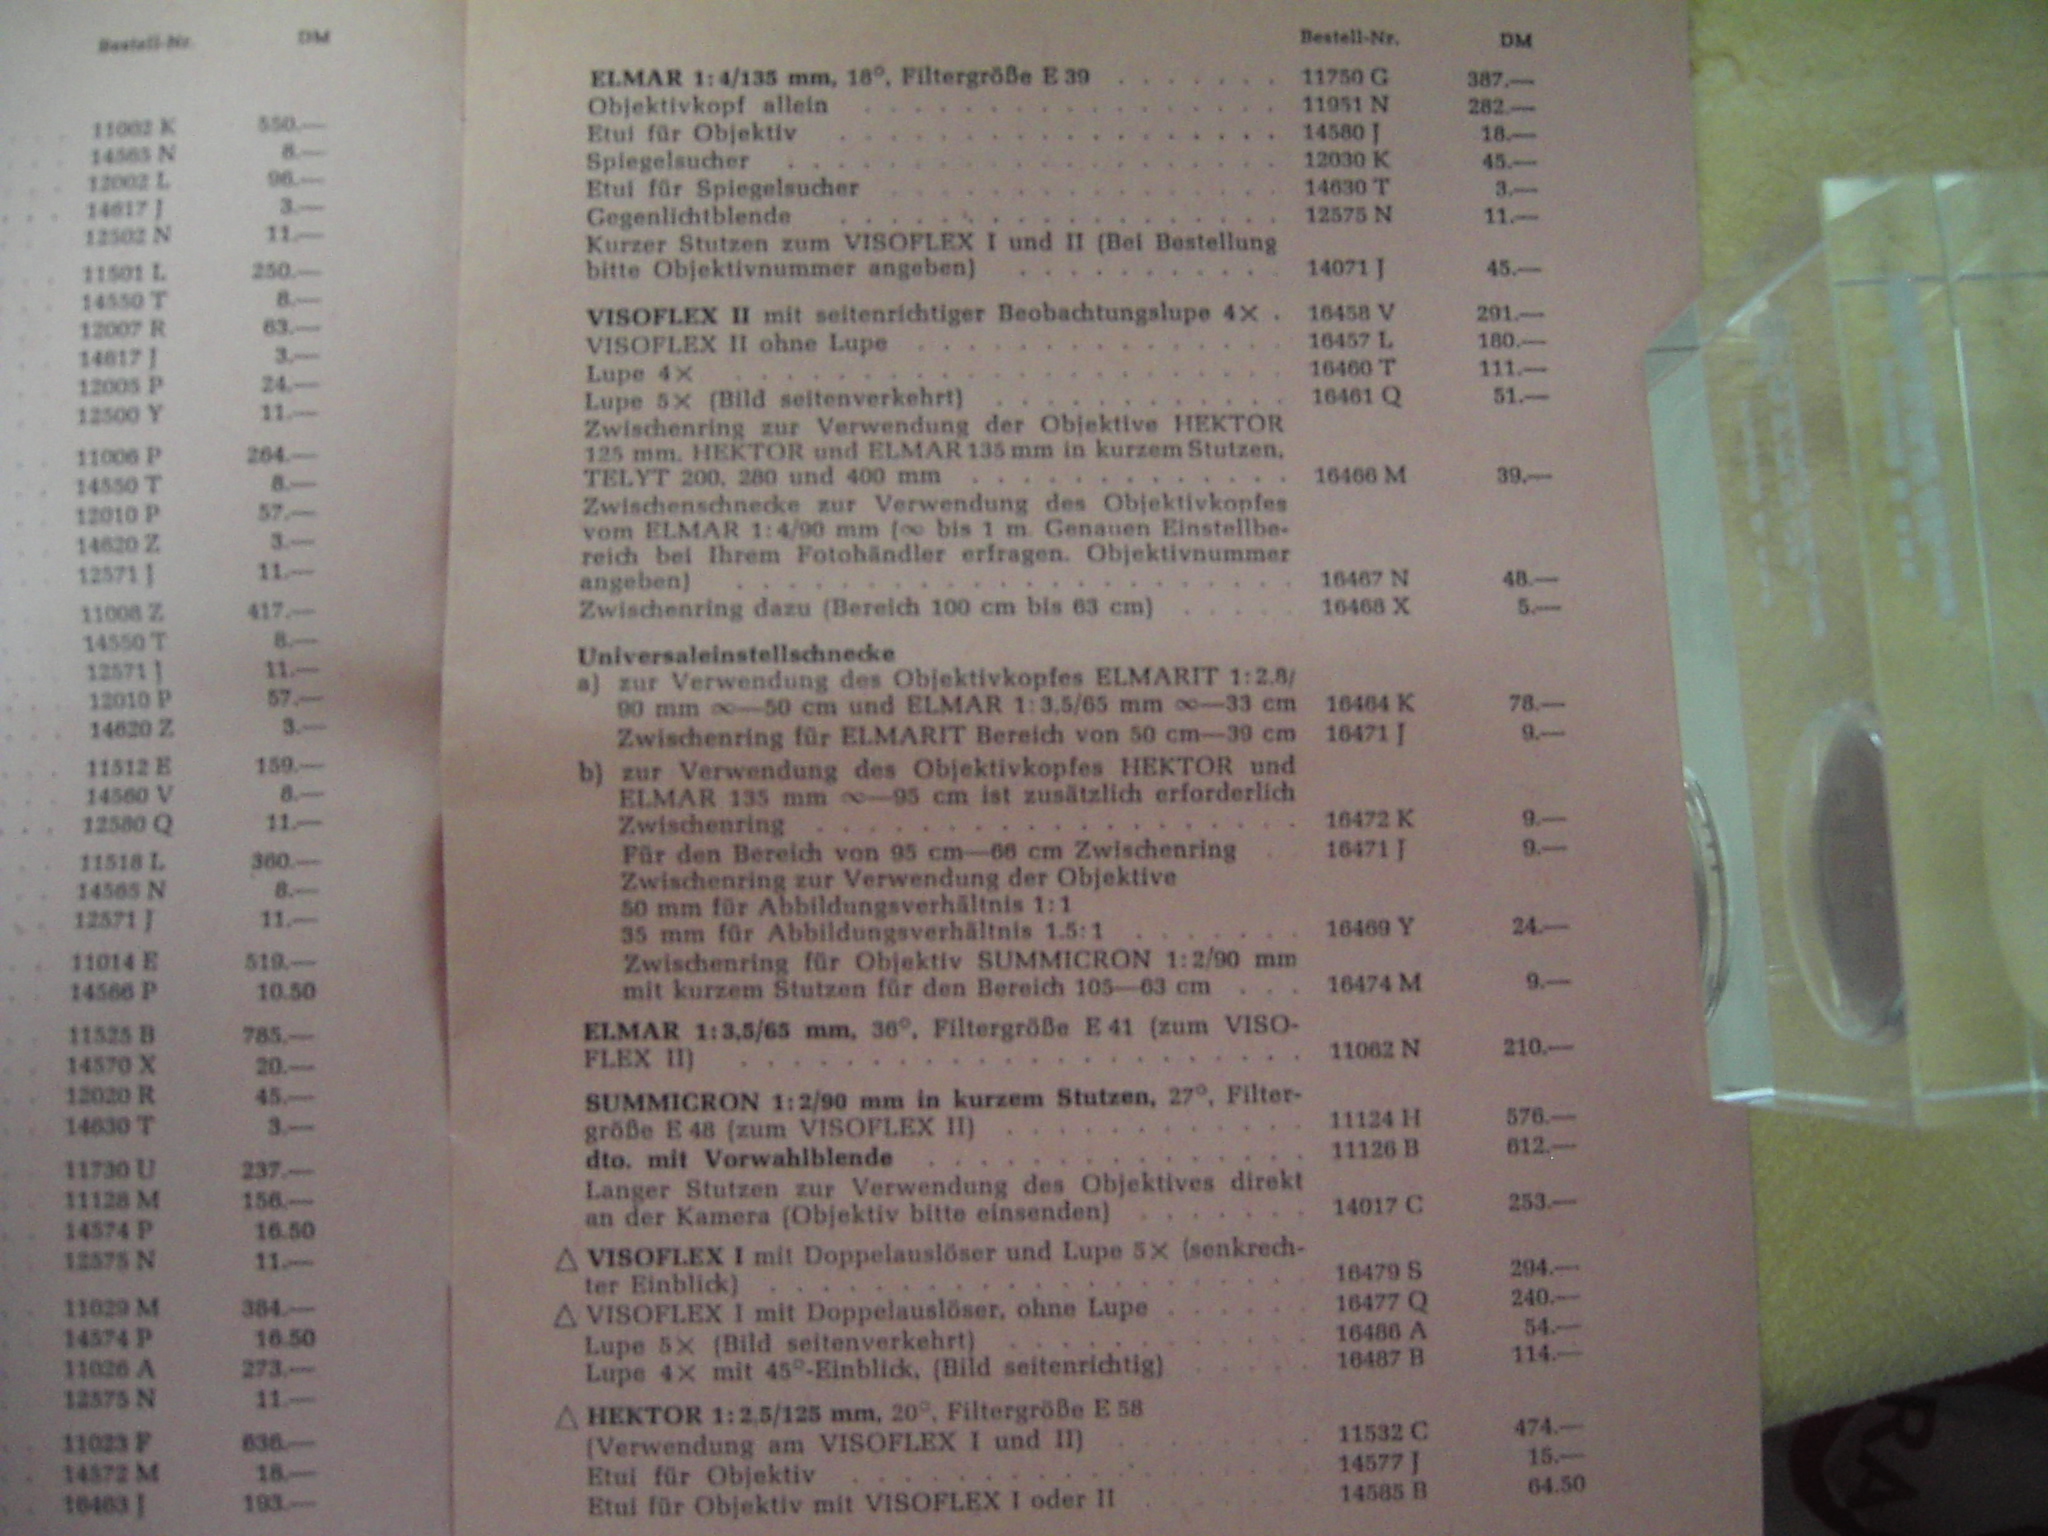 Bestell-Nr. DM
11002 K 550.—
14565 N 8.—
12002 L 96.—
14617 J 3.—
12502 N 11.—
11501 L 250.—
14550 T 8.—
12007 R 63.—
14617 J 3.—
12005 P 24.—
12500 Y 11.—
11006 P 264.—
14550 T 8.—
12010 P 57.—
14620 Z 3.—
12571 J 11.—
11008 Z 417.—
14550 T 8.—
12571 J 11.—
12010 P 57.—
14620 Z 3.—
11512 E 159.—
14560 V 8.—
12580 Q 11.—
11518 L 360.—
14565 N 8.—
12571 J 11.—
11014 E 519.—
14566 P 10.50
11525 B 785.—
14570 X 20.—
12020 R 45.—
14630 T 3.—
11730 U 237.—
11128 M 156.—
14574 P 16.50
12575 N 11.—
11029 M 384.—
14574 P 16.50
11026 A 273.—
12575 N 11.—
11023 F 636.—
14572 M 18.—
16463 J 193.—
Bestell-Nr. DM
ELMAR 1:4/135 mm, 18°, Filtergröße E 39 . . . . . . . 11750 G 387.—
Objektivkopf allein . . . . . . . . . . . . . . . . 11951 N 282.—
Etui für Objektiv . . . . . . . . . . . . . . . . . 14580 J 18.—
Spiegelsucher . . . . . . . . . . . . . . . . . . . 12030 K 45.—
Etui für Spiegelsucher . . . . . . . . . . . . . . . 14630 T 3.—
Gegenlichtblende . . . . . . . . . . . . . . . . . 12575 N 11.—
Kurzer Stutzen zum VISOFLEX I und II (Bei Bestellung
bitte Objektivnummer angeben) . . . . . . . . . . . 14071 J 45.—
VISOFLEX II mit seitenrichtiger Beobachtungslupe 4× . 16458 V 291.—
VISOFLEX II ohne Lupe . . . . . . . . . . . . . . . 16457 L 180.—
Lupe 4× . . . . . . . . . . . . . . . . . . . . . 16460 T 111.—
Lupe 5× (Bild seitenverkehrt) . . . . . . . . . . . . 16461 Q 51.—
Zwischenring zur Verwendung der Objektive HEKTOR
125 mm, HEKTOR und ELMAR 135 mm in kurzem Stutzen,
TELYT 200, 280 und 400 mm . . . . . . . . . . . . . 16466 M 39.—
Zwischenschnecke zur Verwendung des Objektivkopfes
vom ELMAR 1:4/90 mm (∞ bis 1 m. Genauen Einstellbe-
reich bei Ihrem Fotohändler erfragen. Objektivnummer
angeben) . . . . . . . . . . . . . . . . . . . . . 16467 N 48.—
Zwischenring dazu (Bereich 100 cm bis 63 cm) . . . . . 16468 X 5.—
Universaleinstellschnecke
a) zur Verwendung des Objektivkopfes ELMARIT 1:2,8/
90 mm ∞—50 cm und ELMAR 1:3,5/65 mm ∞—33 cm 16464 K 78.—
Zwischenring für ELMARIT Bereich von 50 cm—39 cm 16471 J 9.—
b) zur Verwendung des Objektivkopfes HEKTOR und
ELMAR 135 mm ∞—95 cm ist zusätzlich erforderlich
Zwischenring . . . . . . . . . . . . . . . . . . 16472 K 9.—
Für den Bereich von 95 cm—66 cm Zwischenring . 16471 J 9.—
Zwischenring zur Verwendung der Objektive
50 mm für Abbildungsverhältnis 1:1
35 mm für Abbildungsverhältnis 1.5:1 . . . . . . . 16469 Y 24.—
Zwischenring für Objektiv SUMMICRON 1:2/90 mm
mit kurzem Stutzen für den Bereich 105—63 cm . . . 16474 M 9.—
ELMAR 1:3,5/65 mm, 36°, Filtergröße E 41 (zum VISO-
FLEX II) . . . . . . . . . . . . . . . . . . . . . 11062 N 210.—
SUMMICRON 1:2/90 mm in kurzem Stutzen, 27°, Filter-
größe E 48 (zum VISOFLEX II) . . . . . . . . . . . . 11124 H 576.—
dto. mit Vorwahlblende . . . . . . . . . . . . . . . 11126 B 612.—
Langer Stutzen zur Verwendung des Objektives direkt
an der Kamera (Objektiv bitte einsenden) . . . . . . . 14017 C 253.—
△ VISOFLEX I mit Doppelauslöser und Lupe 5× (senkrech-
ter Einblick) . . . . . . . . . . . . . . . . . . . 16479 S 294.—
△ VISOFLEX I mit Doppelauslöser, ohne Lupe . . . . . . 16477 Q 240.—
Lupe 5× (Bild seitenverkehrt) . . . . . . . . . . . . 16486 A 54.—
Lupe 4× mit 45°-Einblick, (Bild seitenrichtig) . . . . . 16487 B 114.—
△ HEKTOR 1:2,5/125 mm, 20°, Filtergröße E 58
(Verwendung am VISOFLEX I und II) . . . . . . . . 11532 C 474.—
Etui für Objektiv . . . . . . . . . . . . . . . . . 14577 J 15.—
Etui für Objektiv mit VISOFLEX I oder II . . . . . . . 14585 B 64.50